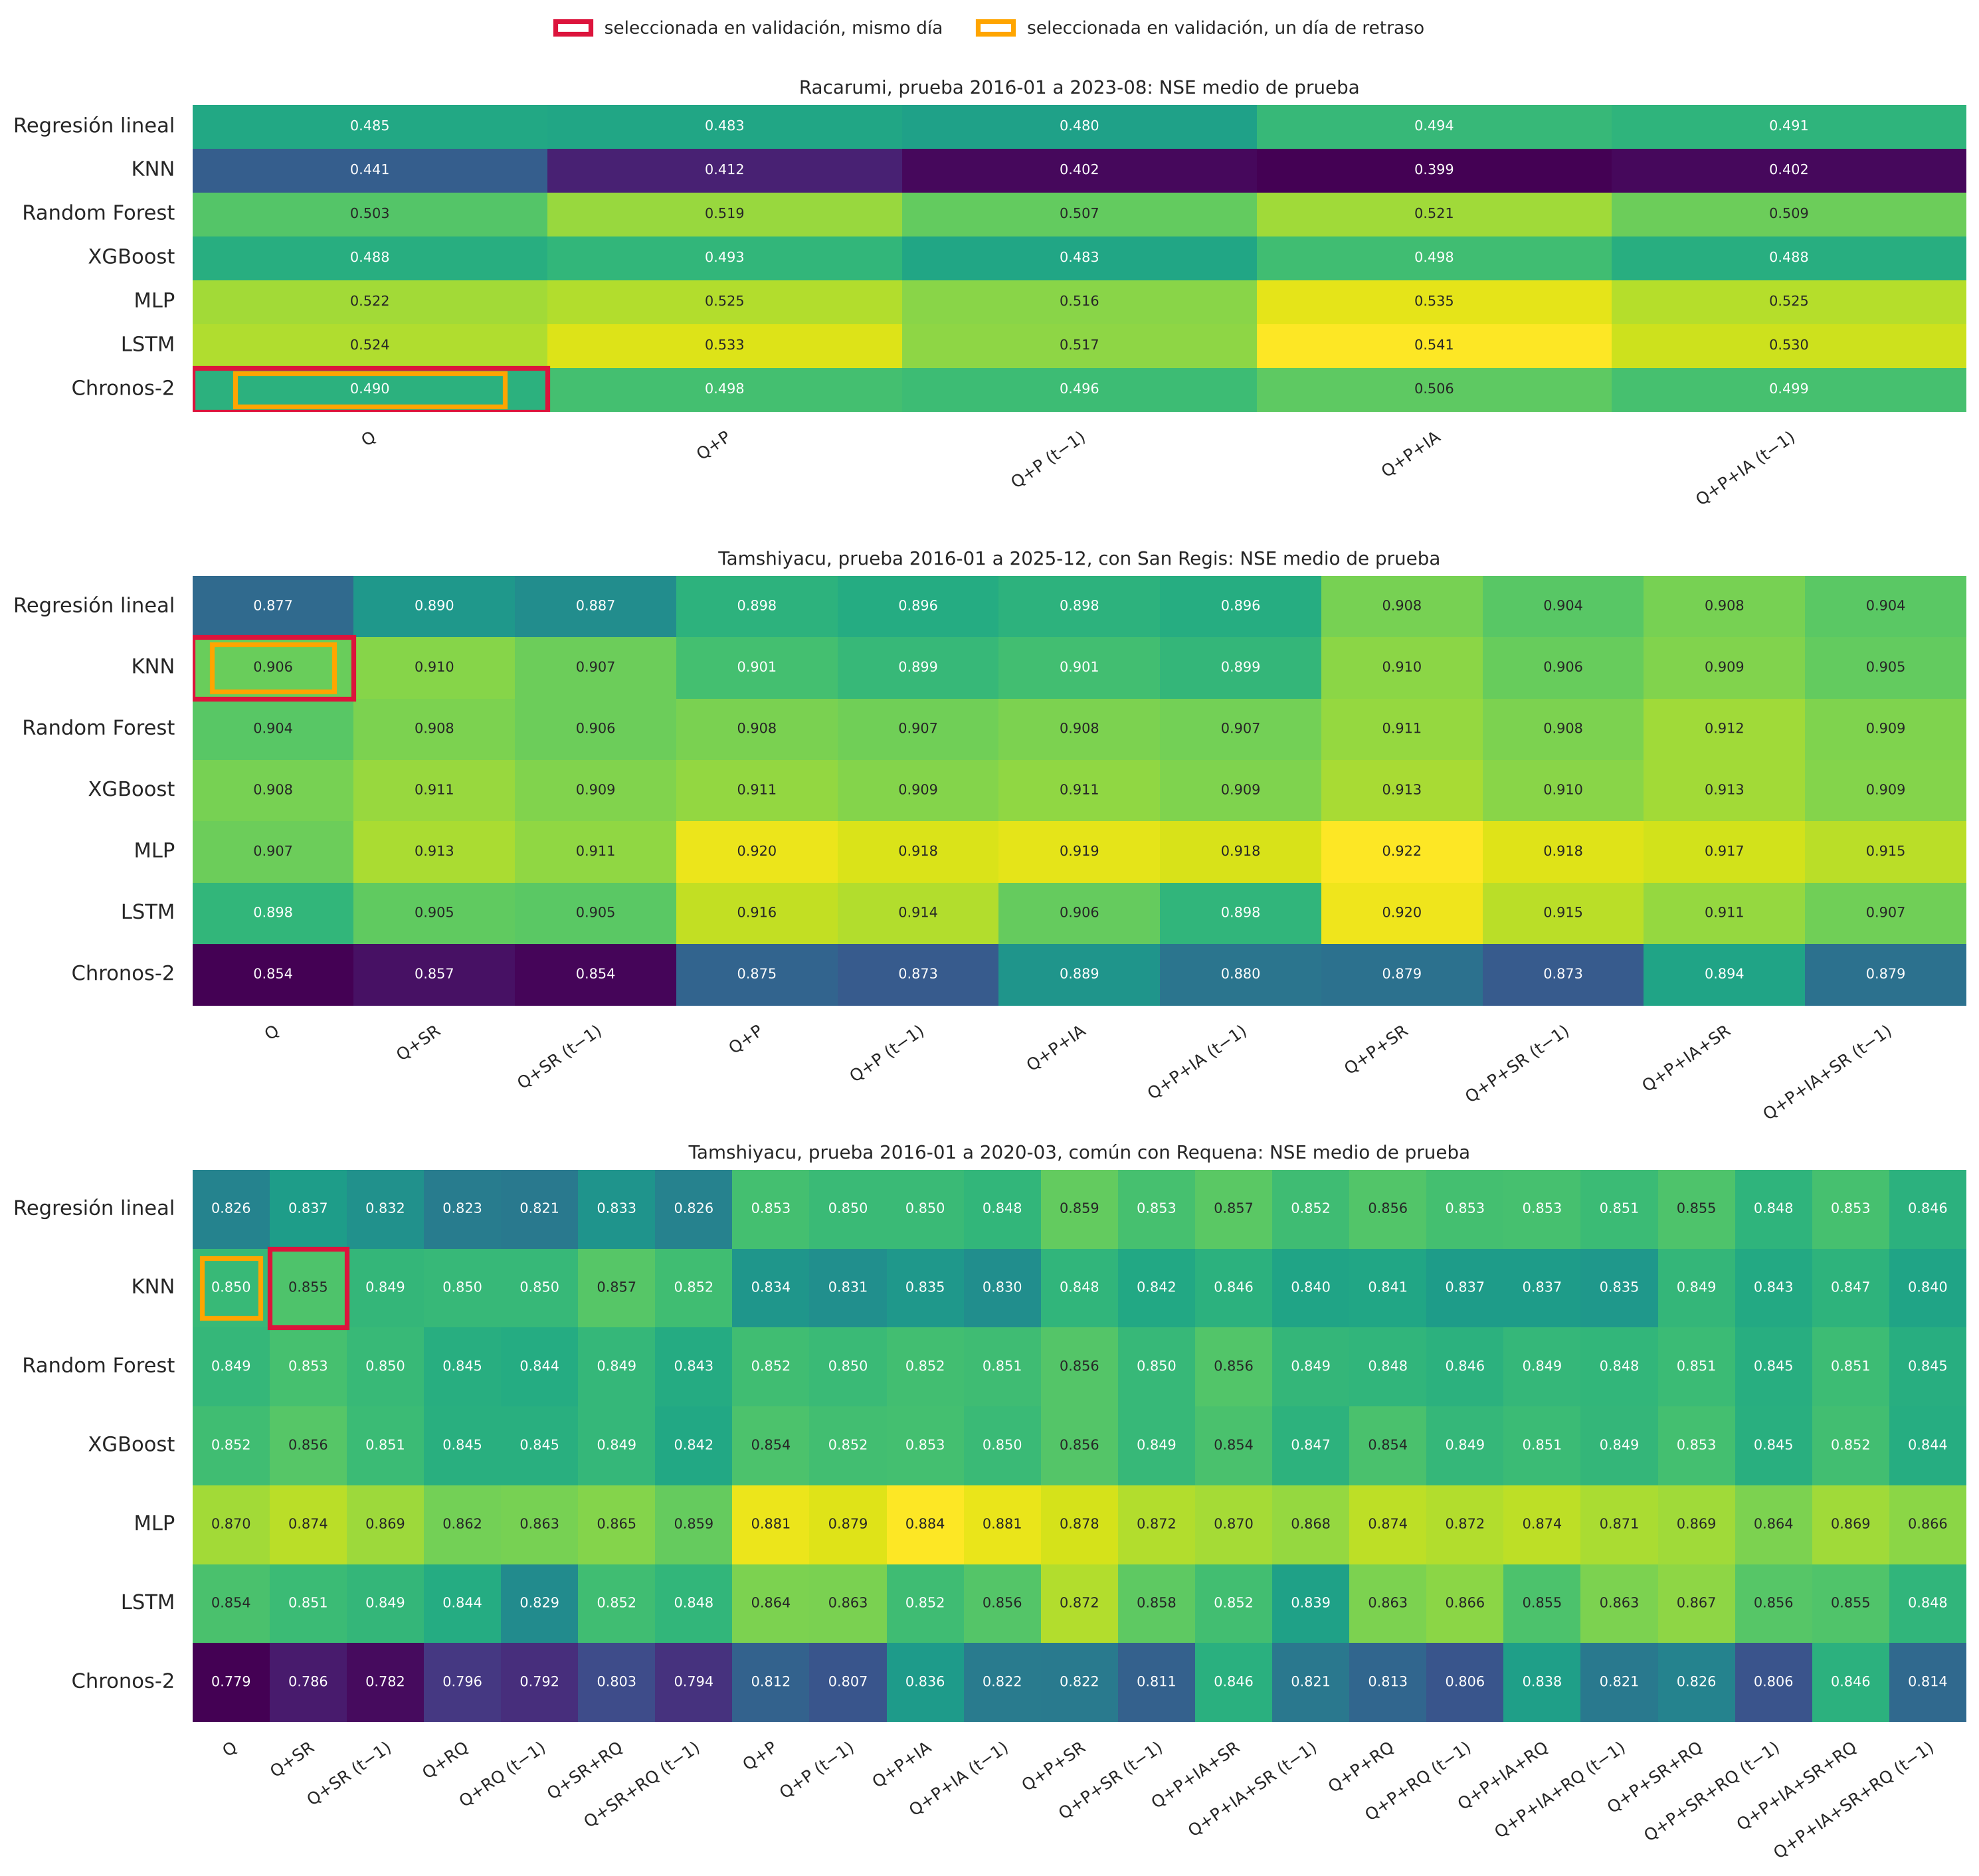 seleccionada en validación, mismo día seleccionada en validación, un día de retraso
Racarumi, prueba 2016-01 a 2023-08: NSE medio de prueba
Regresión lineal 0.485 0.483 0.480 0.494 0.491
KNN 0.441 0.412 0.402 0.399 0.402
Random Forest 0.503 0.519 0.507 0.521 0.509
XGBoost 0.488 0.493 0.483 0.498 0.488
MLP 0.522 0.525 0.516 0.535 0.525
LSTM 0.524 0.533 0.517 0.541 0.530
Chronos-2 0.490 0.498 0.496 0.506 0.499
Q Q+P Q+P (t−1) Q+P+IA Q+P+IA (t−1)
Tamshiyacu, prueba 2016-01 a 2025-12, con San Regis: NSE medio de prueba
Regresión lineal 0.877 0.890 0.887 0.898 0.896 0.898 0.896 0.908 0.904 0.908 0.904
KNN 0.906 0.910 0.907 0.901 0.899 0.901 0.899 0.910 0.906 0.909 0.905
Random Forest 0.904 0.908 0.906 0.908 0.907 0.908 0.907 0.911 0.908 0.912 0.909
XGBoost 0.908 0.911 0.909 0.911 0.909 0.911 0.909 0.913 0.910 0.913 0.909
MLP 0.907 0.913 0.911 0.920 0.918 0.919 0.918 0.922 0.918 0.917 0.915
LSTM 0.898 0.905 0.905 0.916 0.914 0.906 0.898 0.920 0.915 0.911 0.907
Chronos-2 0.854 0.857 0.854 0.875 0.873 0.889 0.880 0.879 0.873 0.894 0.879
Q Q+SR Q+SR (t−1) Q+P Q+P (t−1) Q+P+IA Q+P+IA (t−1) Q+P+SR Q+P+SR (t−1) Q+P+IA+SR Q+P+IA+SR (t−1)
Tamshiyacu, prueba 2016-01 a 2020-03, común con Requena: NSE medio de prueba
Regresión lineal 0.826 0.837 0.832 0.823 0.821 0.833 0.826 0.853 0.850 0.850 0.848 0.859 0.853 0.857 0.852 0.856 0.853 0.853 0.851 0.855 0.848 0.853 0.846
KNN 0.850 0.855 0.849 0.850 0.850 0.857 0.852 0.834 0.831 0.835 0.830 0.848 0.842 0.846 0.840 0.841 0.837 0.837 0.835 0.849 0.843 0.847 0.840
Random Forest 0.849 0.853 0.850 0.845 0.844 0.849 0.843 0.852 0.850 0.852 0.851 0.856 0.850 0.856 0.849 0.848 0.846 0.849 0.848 0.851 0.845 0.851 0.845
XGBoost 0.852 0.856 0.851 0.845 0.845 0.849 0.842 0.854 0.852 0.853 0.850 0.856 0.849 0.854 0.847 0.854 0.849 0.851 0.849 0.853 0.845 0.852 0.844
MLP 0.870 0.874 0.869 0.862 0.863 0.865 0.859 0.881 0.879 0.884 0.881 0.878 0.872 0.870 0.868 0.874 0.872 0.874 0.871 0.869 0.864 0.869 0.866
LSTM 0.854 0.851 0.849 0.844 0.829 0.852 0.848 0.864 0.863 0.852 0.856 0.872 0.858 0.852 0.839 0.863 0.866 0.855 0.863 0.867 0.856 0.855 0.848
Chronos-2 0.779 0.786 0.782 0.796 0.792 0.803 0.794 0.812 0.807 0.836 0.822 0.822 0.811 0.846 0.821 0.813 0.806 0.838 0.821 0.826 0.806 0.846 0.814
Q Q+SR Q+SR (t−1) Q+RQ Q+RQ (t−1) Q+SR+RQ Q+SR+RQ (t−1) Q+P Q+P (t−1) Q+P+IA Q+P+IA (t−1) Q+P+SR Q+P+SR (t−1) Q+P+IA+SR Q+P+IA+SR (t−1) Q+P+RQ Q+P+RQ (t−1) Q+P+IA+RQ Q+P+IA+RQ (t−1) Q+P+SR+RQ Q+P+SR+RQ (t−1) Q+P+IA+SR+RQ Q+P+IA+SR+RQ (t−1)